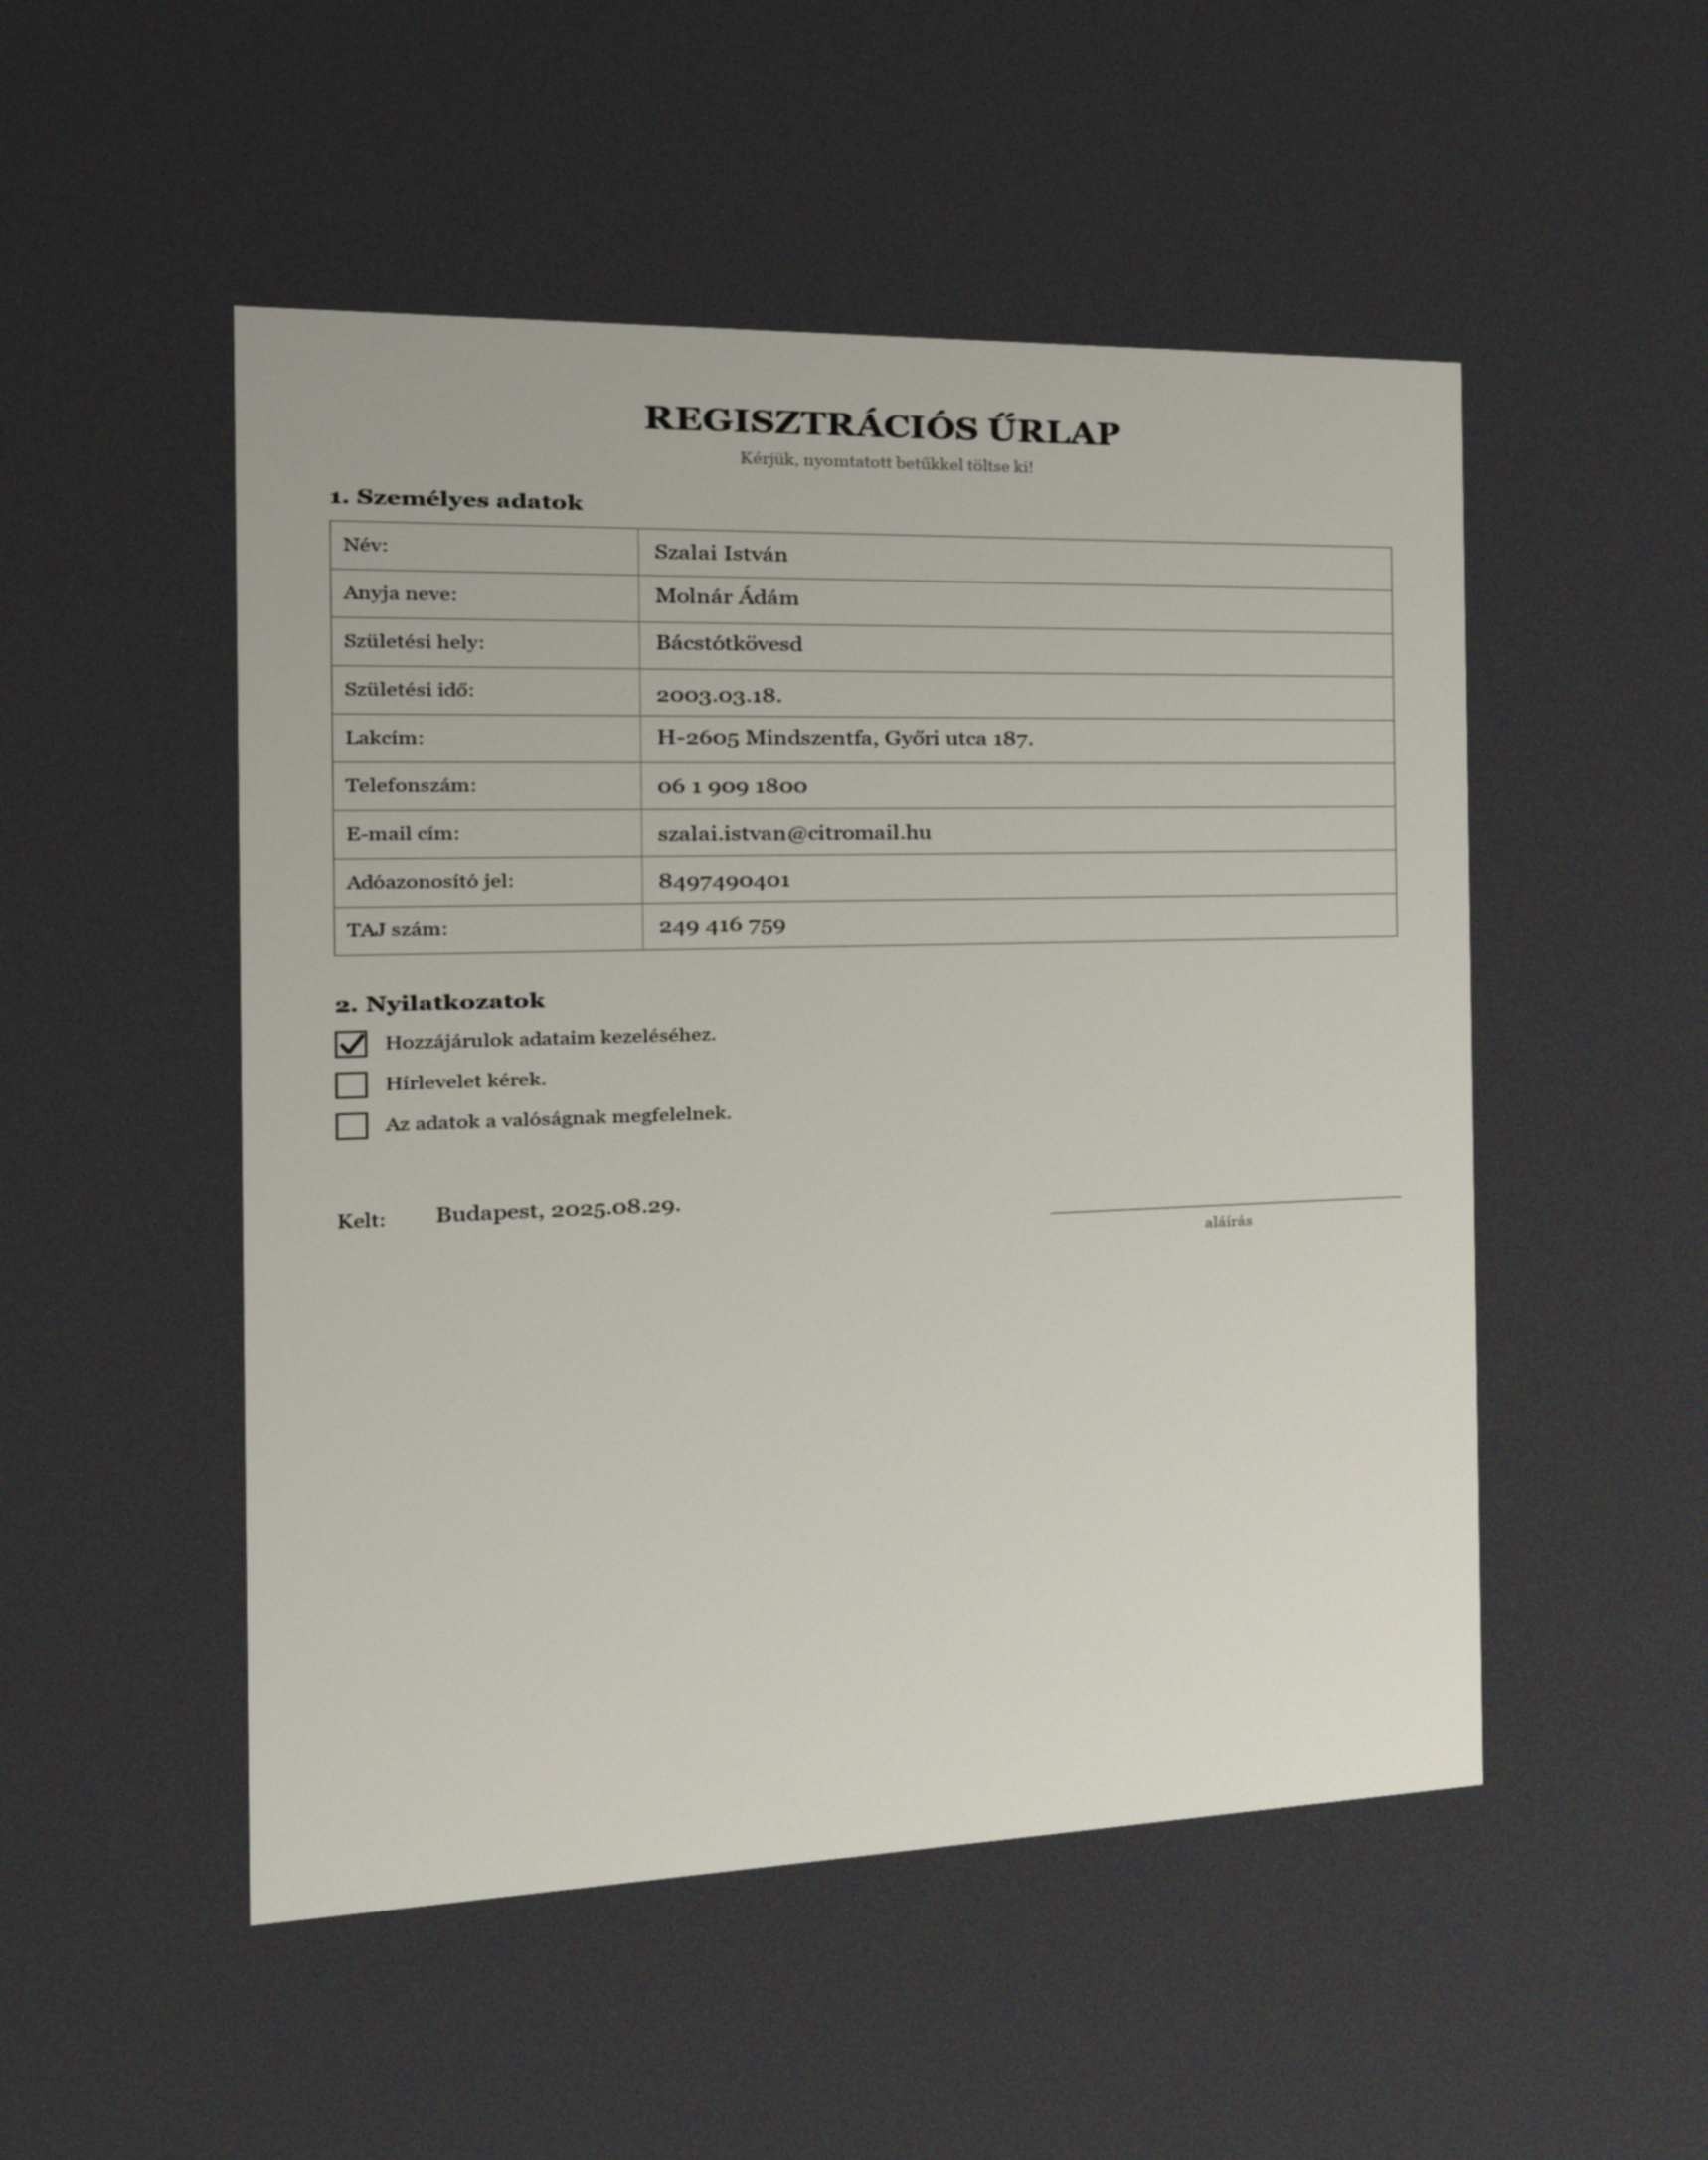 REGISZTRÁCIÓS ŰRLAP
Kérjük, nyomtatott betűkkel töltse ki!
1. Személyes adatok
Név: Szalai István
Anyja neve: Molnár Ádám
Születési hely: Bácstótkövesd
Születési idő: 2003.03.18.
Lakcím: H-2605 Mindszentfa, Győri utca 187.
Telefonszám: 06 1 909 1800
E-mail cím: szalai.istvan@citromail.hu
Adóazonosító jel: 8497490401
TAJ szám: 249 416 759
2. Nyilatkozatok
Hozzájárulok adataim kezeléséhez.
Hírlevelet kérek.
Az adatok a valóságnak megfelelnek.
Kelt: Budapest, 2025.08.29.
aláírás